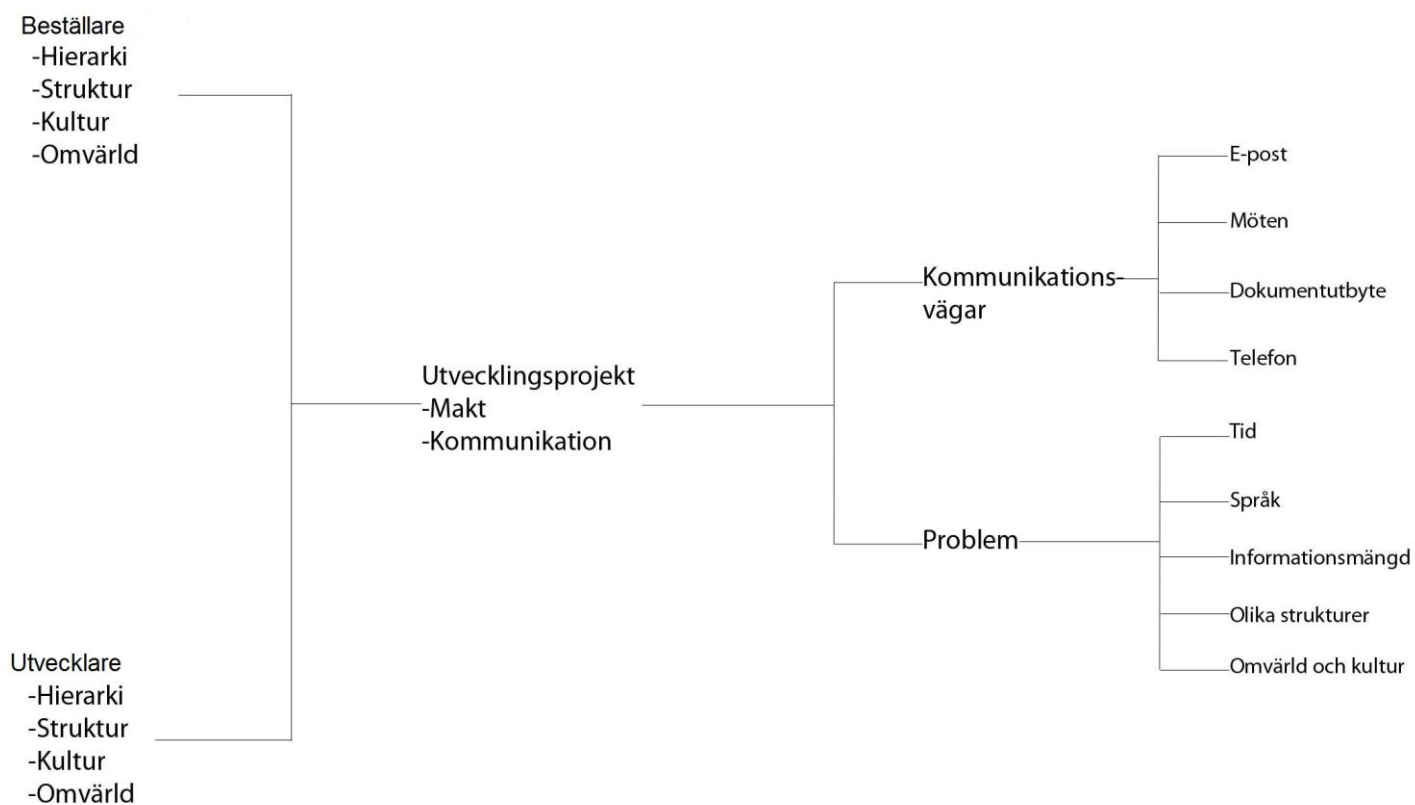 Beställare
-Hierarki
-Struktur
-Kultur
-Omvärld
Utvecklare
-Hierarki
-Struktur
-Kultur
-Omvärld
Utvecklingsprojekt
-Makt
-Kommunikation
Kommunikations-
vägar
E-post
Möten
Dokumentutbyte
Telefon
Problem
Tid
Språk
Informationsmängd
Olika strukturer
Omvärld och kultur